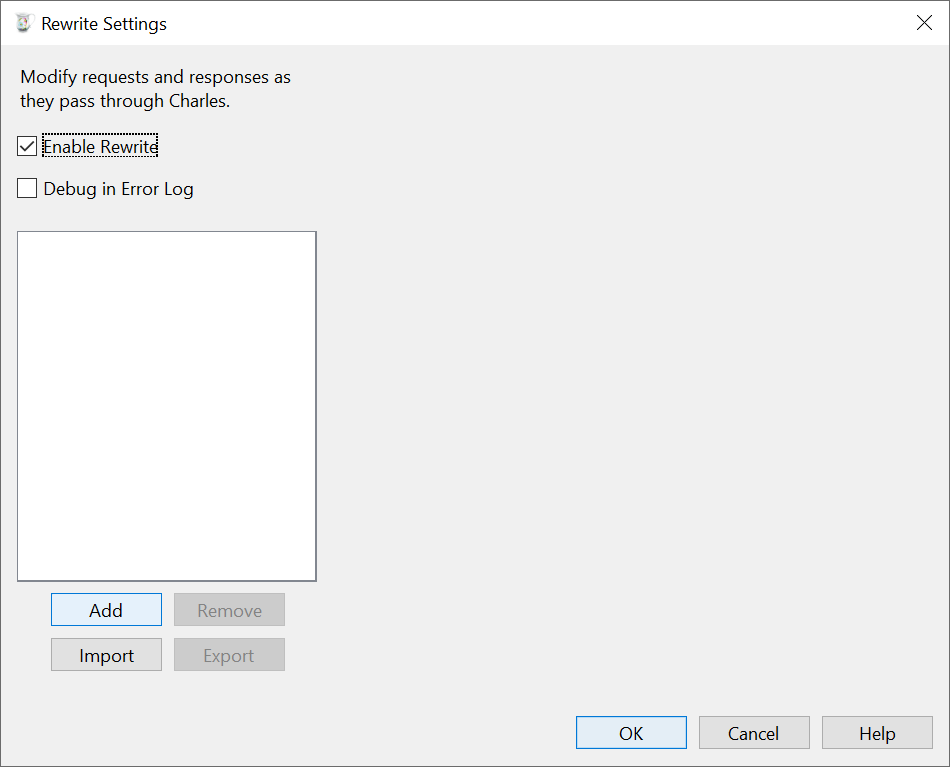 Rewrite Settings
Modify requests and responses as
they pass through Charles.
Enable Rewrite
Debug in Error Log
Add
Remove
Import
Export
OK
Cancel
Help